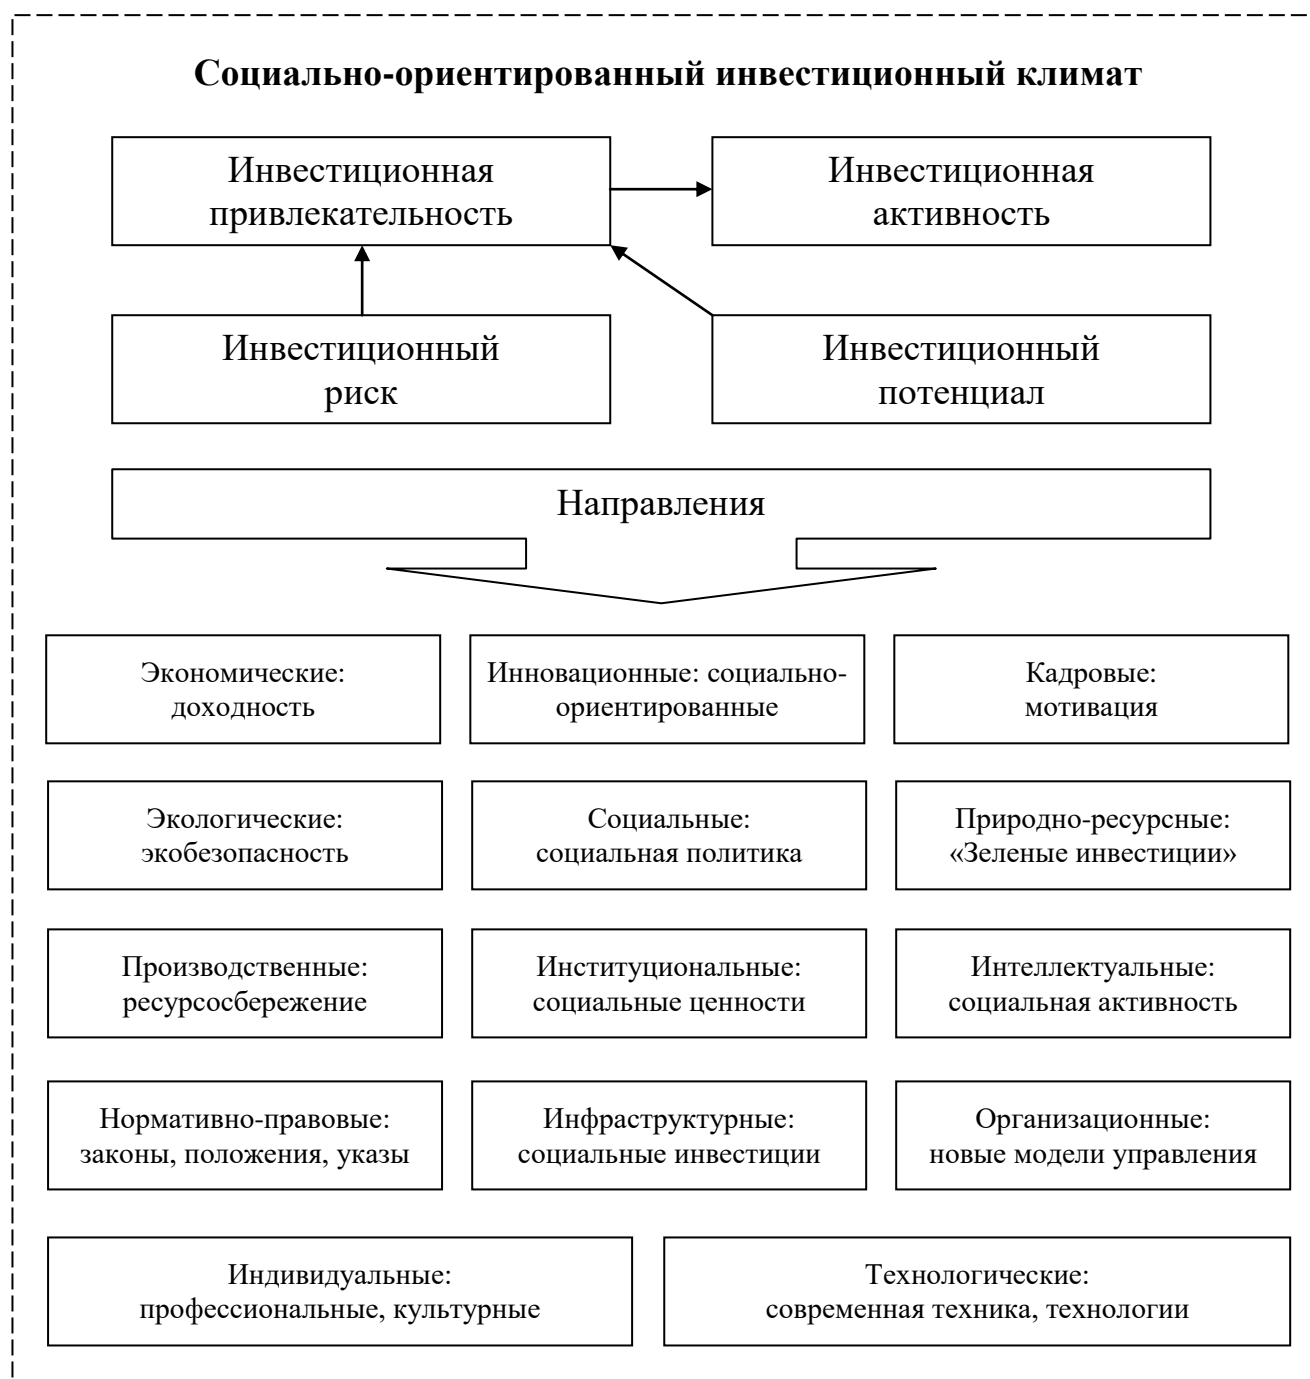 Социально-ориентированный инвестиционный климат
Инвестиционная
привлекательность
Инвестиционная
активность
Инвестиционный
риск
Инвестиционный
потенциал
Направления
Экономические:
доходность
Инновационные: социально-
ориентированные
Кадровые:
мотивация
Экологические:
экобезопасность
Социальные:
социальная политика
Природно-ресурсные:
«Зеленые инвестиции»
Производственные:
ресурсосбережение
Институциональные:
социальные ценности
Интеллектуальные:
социальная активность
Нормативно-правовые:
законы, положения, указы
Инфраструктурные:
социальные инвестиции
Организационные:
новые модели управления
Индивидуальные:
профессиональные, культурные
Технологические:
современная техника, технологии